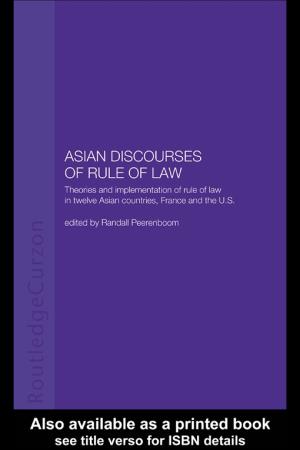 ASIAN DISCOURSES
OF RULE OF LAW
Theories and implementation of rule of law
in twelve Asian countries, France and the U.S.
edited by Randall Peerenboom
RoutledgeCurzon
Also available as a printed book
see title verso for ISBN details